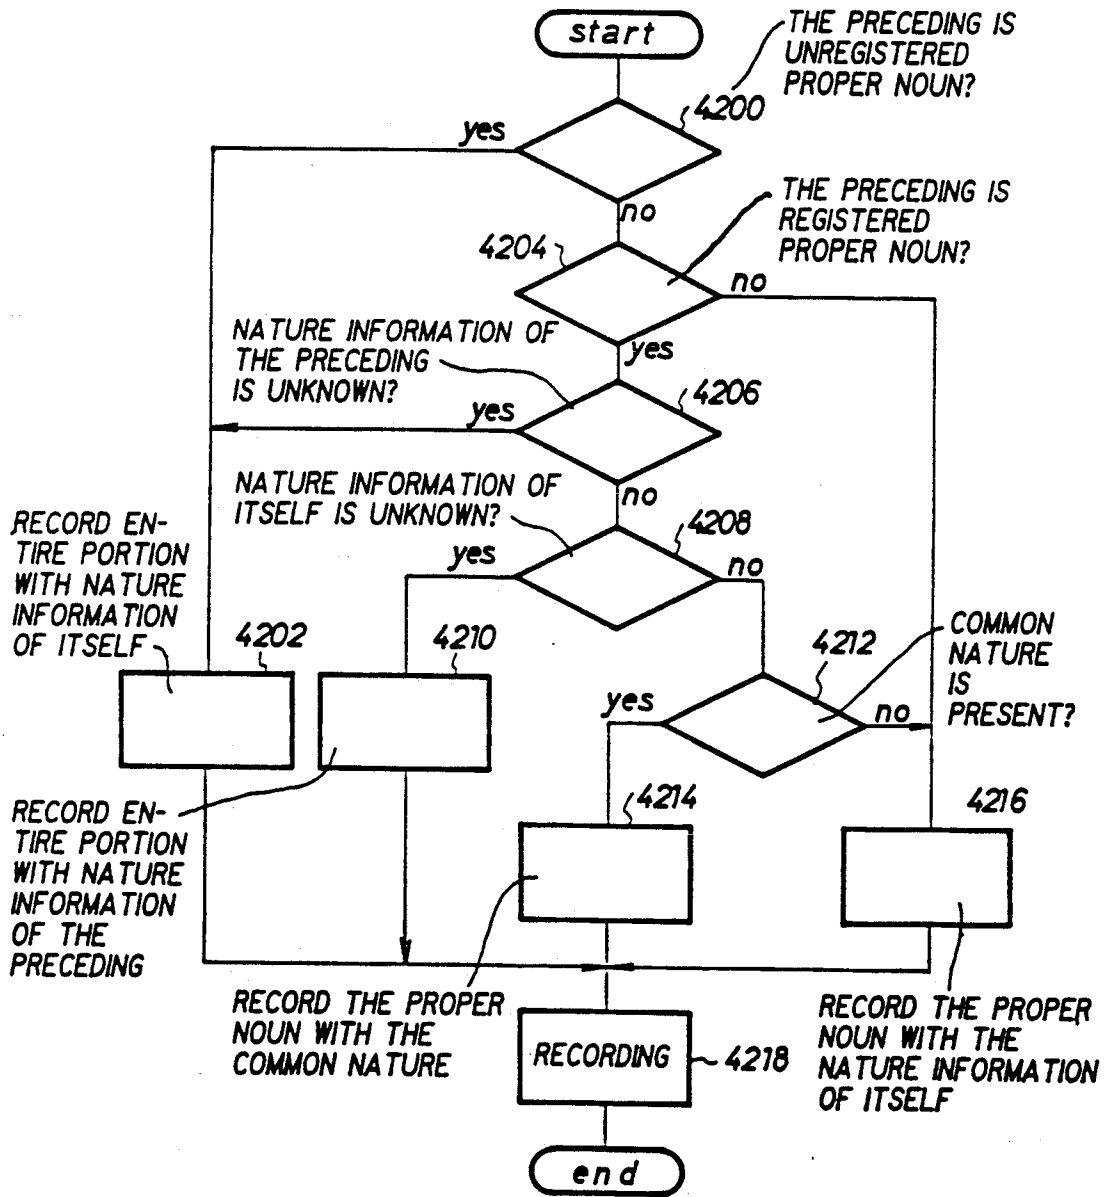 start
THE PRECEDING IS
UNREGISTERED
PROPER NOUN?
4200
yes
no
THE PRECEDING IS
REGISTERED
PROPER NOUN?
4204
no
yes
NATURE INFORMATION OF
THE PRECEDING
IS UNKNOWN?
4206
yes
no
NATURE INFORMATION OF
ITSELF IS UNKNOWN?
4208
yes
no
RECORD EN-
TIRE PORTION
WITH NATURE
INFORMATION
OF ITSELF
4202
4210
4212
COMMON
NATURE
IS
PRESENT?
yes
no
RECORD EN-
TIRE PORTION
WITH NATURE
INFORMATION
OF THE
PRECEDING
4214
4216
RECORD THE PROPER
NOUN WITH THE
COMMON NATURE
RECORD THE PROPER
NOUN WITH THE
NATURE INFORMATION
OF ITSELF
RECORDING
4218
end